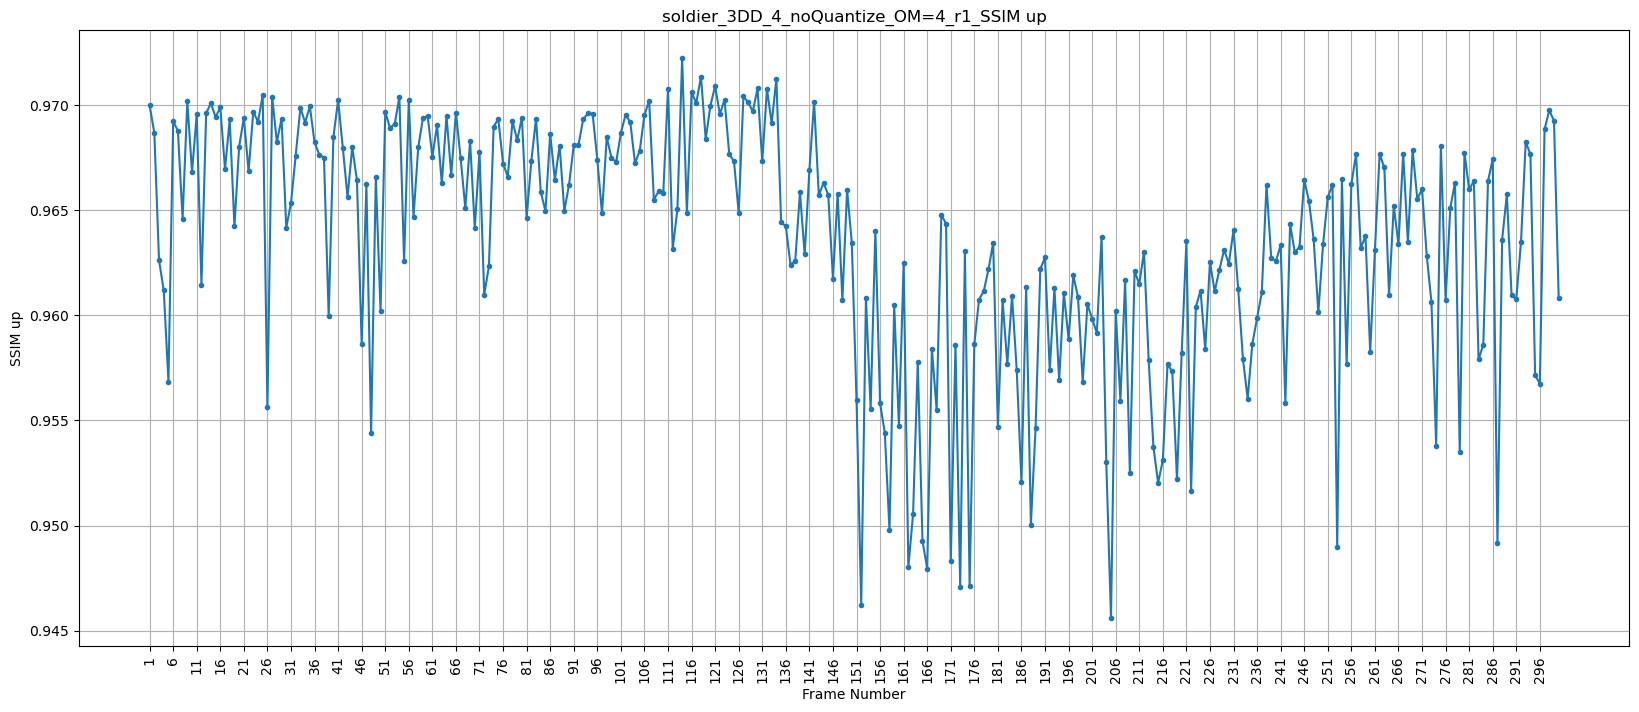 soldier_3DD_4_noQuantize_OM=4_r1_SSIM up
SSIM up
0.970
0.965
0.960
0.955
0.950
0.945
1 6 11 16 21 26 31 36 41 46 51 56 61 66 71 76 81 86 91 96 101 106 111 116 121 126 131 136 141 146 151 156 161 166 171 176 181 186 191 196 201 206 211 216 221 226 231 236 241 246 251 256 261 266 271 276 281 286 291 296
Frame Number